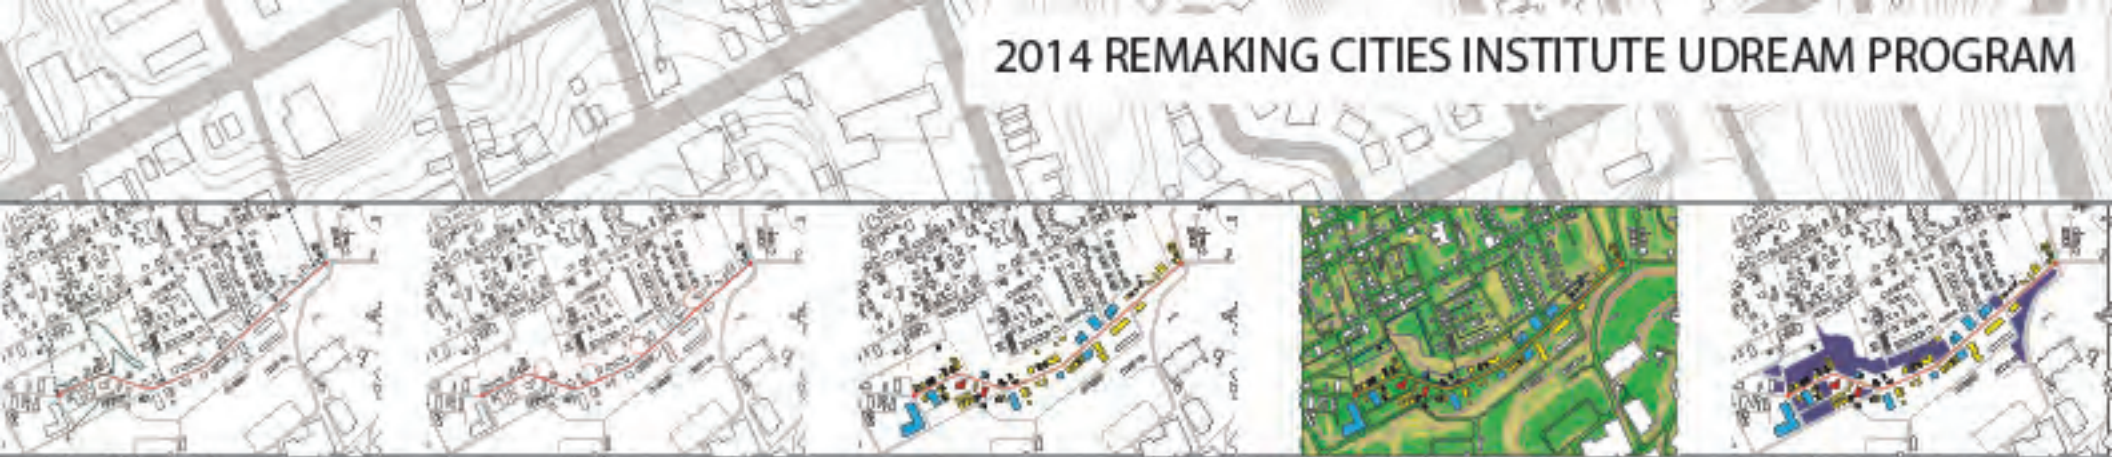 2014 REMAKING CITIES INSTITUTE UDREAM PROGRAM